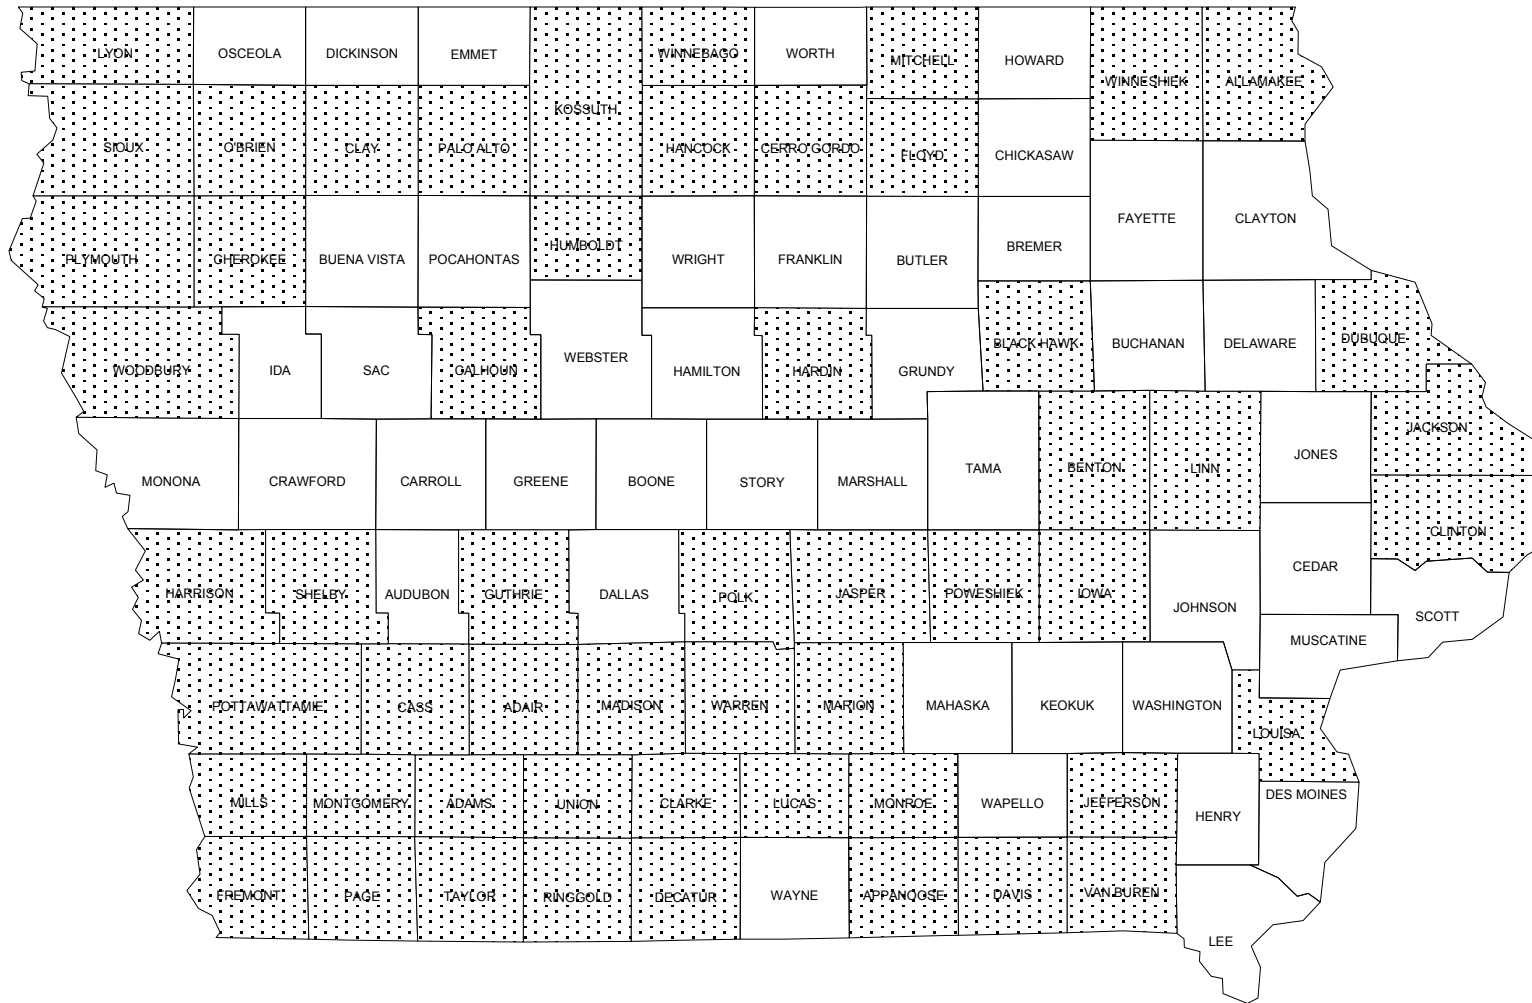 LYON
OSCEOLA
DICKINSON
EMMET
KOSSUTH
WINNEBAGO
WORTH
MITCHELL
HOWARD
WINNESHIEK
ALLAMAKEE
SIOUX
O'BRIEN
CLAY
PALO ALTO
HANCOCK
CERRO GORDO
FLOYD
CHICKASAW
PLYMOUTH
CHEROKEE
BUENA VISTA
POCAHONTAS
HUMBOLDT
WRIGHT
FRANKLIN
BUTLER
BREMER
FAYETTE
CLAYTON
WOODBURY
IDA
SAC
CALHOUN
WEBSTER
HAMILTON
HARDIN
GRUNDY
BLACK HAWK
BUCHANAN
DELAWARE
DUBUQUE
MONONA
CRAWFORD
CARROLL
GREENE
BOONE
STORY
MARSHALL
TAMA
BENTON
LINN
JONES
JACKSON
CLINTON
HARRISON
SHELBY
AUDUBON
GUTHRIE
DALLAS
POLK
JASPER
POWESHIEK
IOWA
JOHNSON
CEDAR
SCOTT
MUSCATINE
POTTAWATTAMIE
CASS
ADAIR
MADISON
WARREN
MARION
MAHASKA
KEOKUK
WASHINGTON
LOUISA
MILLS
MONTGOMERY
ADAMS
UNION
CLARKE
LUCAS
MONROE
WAPELLO
JEFFERSON
HENRY
DES MOINES
FREMONT
PAGE
TAYLOR
RINGGOLD
DECATUR
WAYNE
APPANOOSE
DAVIS
VAN BUREN
LEE